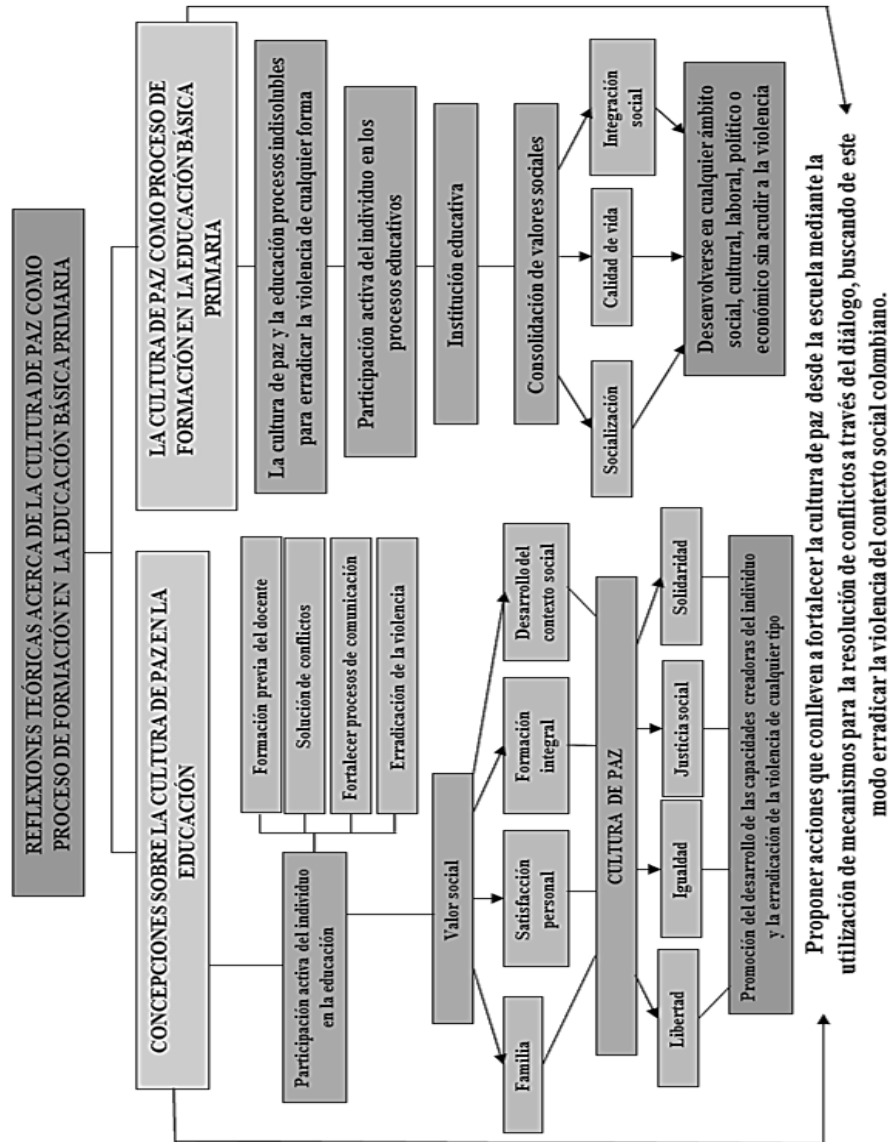 REFLEXIONES TEÓRICAS ACERCA DE LA CULTURA DE PAZ COMO
PROCESO DE FORMACIÓN EN LA EDUCACIÓN BÁSICA PRIMARIA
CONCEPCIONES SOBRE LA CULTURA DE PAZ EN LA
EDUCACIÓN
Participación activa del individuo
en la educación
Formación previa del docente
Solución de conflictos
Fortalecer procesos de comunicación
Erradicación de la violencia
Valor social
Familia
Satisfacción
personal
Formación
integral
Desarrollo del
contexto social
CULTURA DE PAZ
Libertad
Igualdad
Justicia social
Solidaridad
Promoción del desarrollo de las capacidades creadoras del individuo
y la erradicación de la violencia de cualquier tipo
LA CULTURA DE PAZ COMO PROCESO DE
FORMACIÓN EN LA EDUCACIÓN BÁSICA
PRIMARIA
La cultura de paz y la educación procesos indisolubles
para erradicar la violencia de cualquier forma
Participación activa del individuo en los
procesos educativos
Institución educativa
Consolidación de valores sociales
Socialización
Calidad de vida
Integración
social
Desenvolverse en cualquier ámbito
social, cultural, laboral, político o
económico sin acudir a la violencia
Proponer acciones que conlleven a fortalecer la cultura de paz desde la escuela mediante la
utilización de mecanismos para la resolución de conflictos a través del diálogo, buscando de este
modo erradicar la violencia del contexto social colombiano.